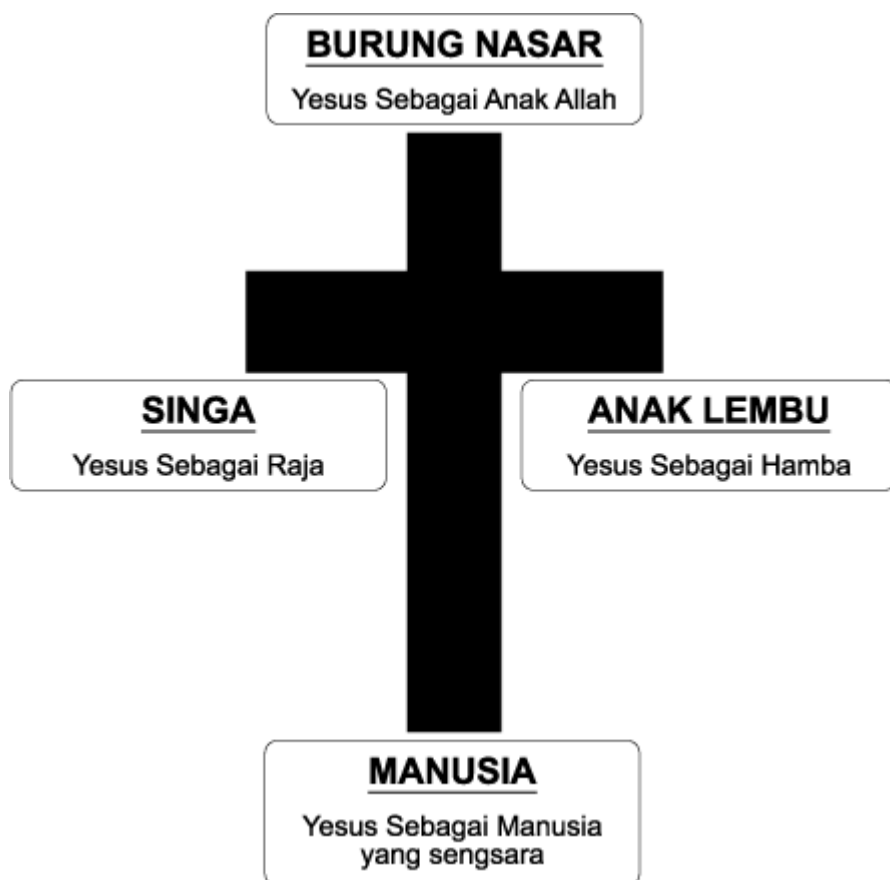 BURUNG NASAR
Yesus Sebagai Anak Allah
SINGA
Yesus Sebagai Raja
ANAK LEMBU
Yesus Sebagai Hamba
MANUSIA
Yesus Sebagai Manusia
yang sengsara